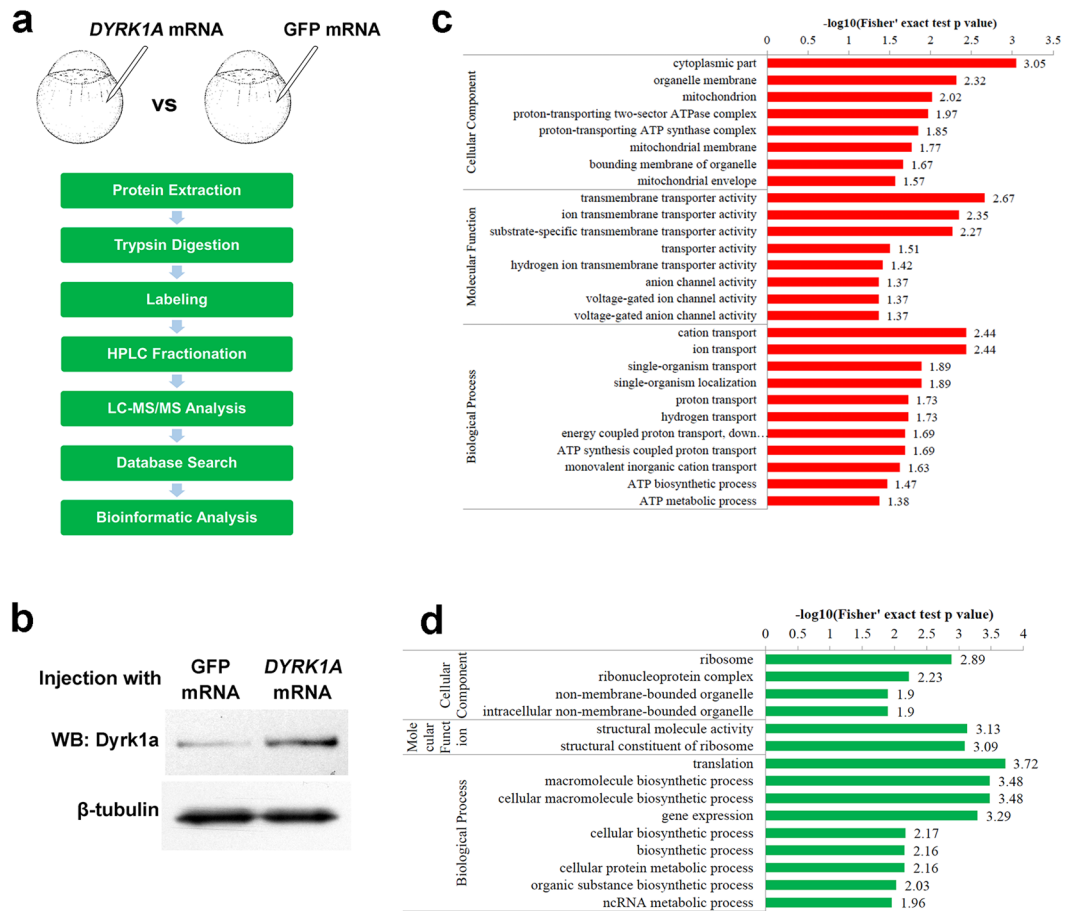 a
DYRK1A mRNA
GFP mRNA
vs
Protein Extraction
Trypsin Digestion
Labeling
HPLC Fractionation
LC-MS/MS Analysis
Database Search
Bioinformatic Analysis
b
Injection with
GFP
mRNA
DYRK1A
mRNA
WB: Dyrk1a
β-tubulin
c
-log10(Fisher' exact test p value)
0 0.5 1 1.5 2 2.5 3 3.5
Cellular Component
cytoplasmic part 3.05
organelle membrane 2.32
mitochondrion 2.02
proton-transporting two-sector ATPase complex 1.97
proton-transporting ATP synthase complex 1.85
mitochondrial membrane 1.77
bounding membrane of organelle 1.67
mitochondrial envelope 1.57
Molecular Function
transmembrane transporter activity 2.67
ion transmembrane transporter activity 2.35
substrate-specific transmembrane transporter activity 2.27
transporter activity 1.51
hydrogen ion transmembrane transporter activity 1.42
anion channel activity 1.37
voltage-gated ion channel activity 1.37
voltage-gated anion channel activity 1.37
Biological Process
cation transport 2.44
ion transport 2.44
single-organism transport 1.89
single-organism localization 1.89
proton transport 1.73
hydrogen transport 1.73
energy coupled proton transport, down… 1.69
ATP synthesis coupled proton transport 1.69
monovalent inorganic cation transport 1.63
ATP biosynthetic process 1.47
ATP metabolic process 1.38
d
-log10(Fisher' exact test p value)
0 0.5 1 1.5 2 2.5 3 3.5 4
Cellular
Component
ribosome 2.89
ribonucleoprotein complex 2.23
non-membrane-bounded organelle 1.9
intracellular non-membrane-bounded organelle 1.9
Mole
cular
Funct
ion
structural molecule activity 3.13
structural constituent of ribosome 3.09
Biological Process
translation 3.72
macromolecule biosynthetic process 3.48
cellular macromolecule biosynthetic process 3.48
gene expression 3.29
cellular biosynthetic process 2.17
biosynthetic process 2.16
cellular protein metabolic process 2.16
organic substance biosynthetic process 2.03
ncRNA metabolic process 1.96